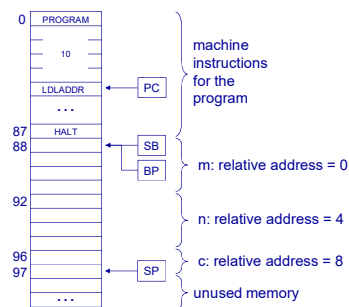 0 PROGRAM
machine
instructions
for the
program
10
LDLADDR PC
...
87 HALT
88 SB
BP
m: relative address = 0
92
n: relative address = 4
96
c: relative address = 8
97 SP
unused memory
...